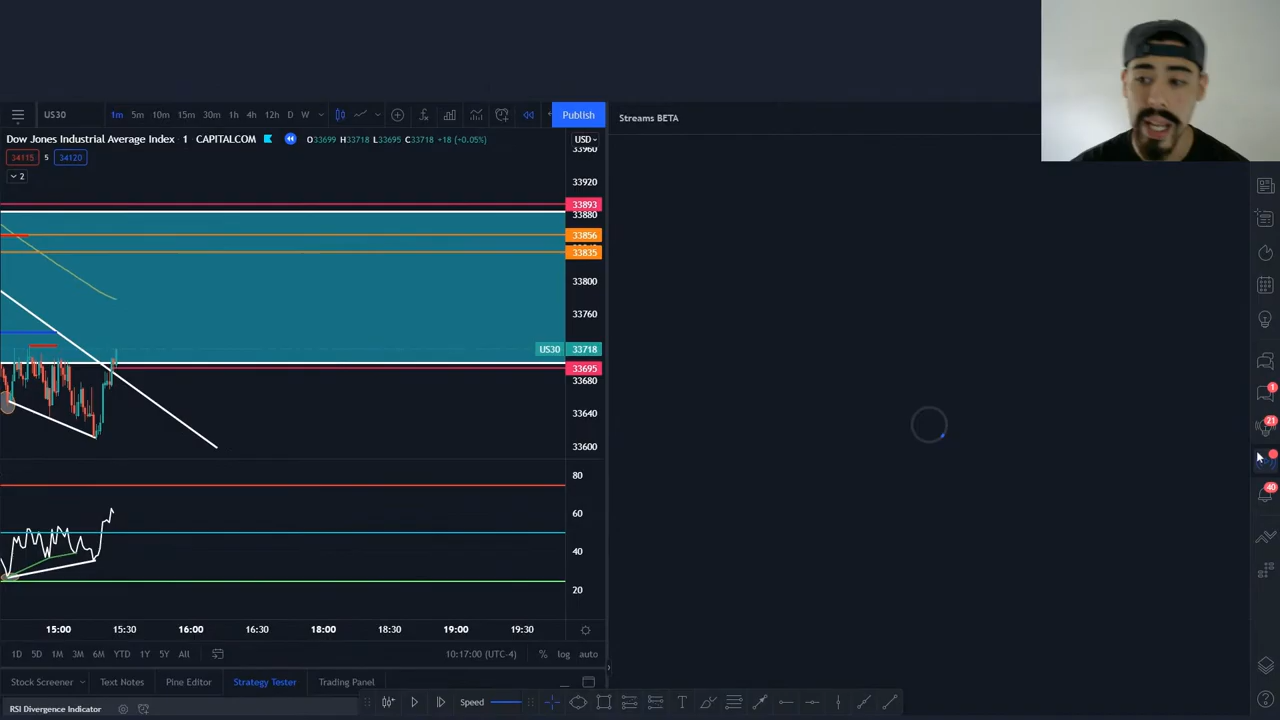 US30
1m 5m 10m 15m 30m 1h 4h 12h D W
Publish
Streams BETA
Dow Jones Industrial Average Index · 1 · CAPITALCOM
O33699 H33718 L33695 C33718 +18 (+0.05%)
USD
34115 5 34120
2
33960
33920
33893
33880
33856
33835
33800
33760
US30 33718
33695
33680
33640
33600
80
60
40
20
1
21
40
15:00 15:30 16:00 16:30 18:00 18:30 19:00 19:30
1D 5D 1M 3M 6M YTD 1Y 5Y All
10:17:00 (UTC-4) % log auto
Stock Screener Text Notes Pine Editor Strategy Tester Trading Panel
Speed
RSI Divergence Indicator